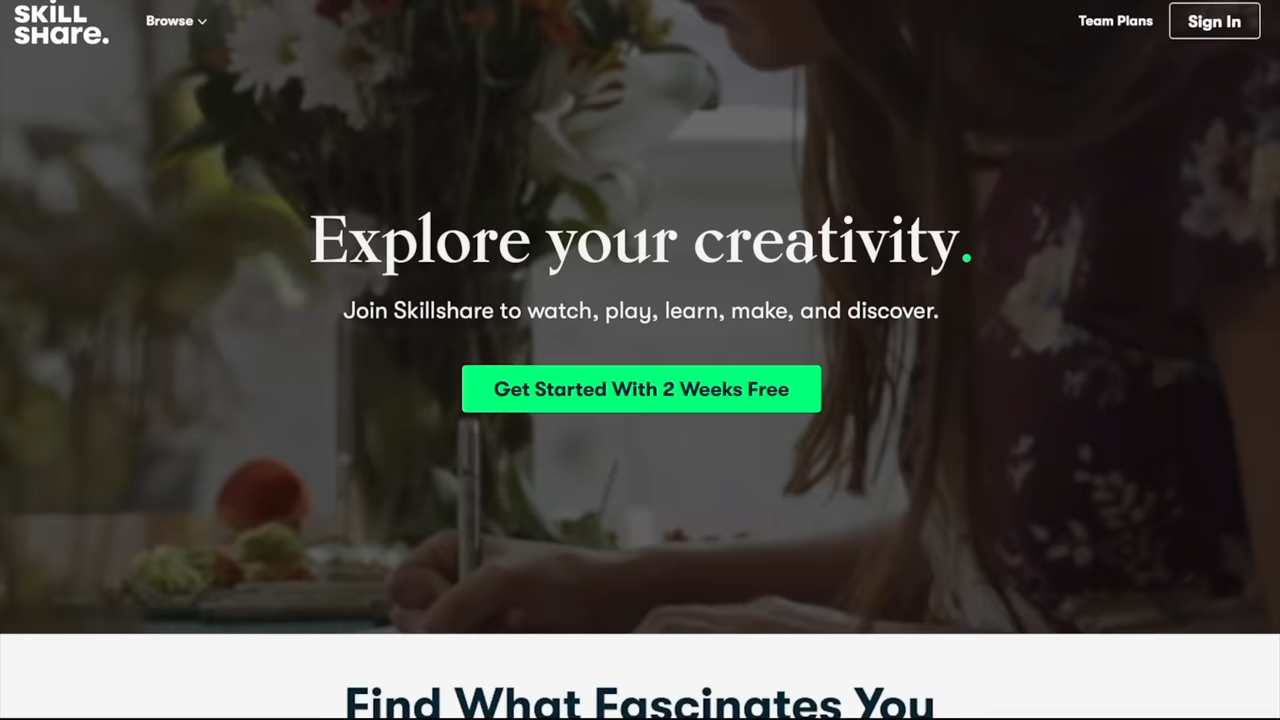 SKILL
SHare.
Browse
Team Plans
Sign In
Explore your creativity.
Join Skillshare to watch, play, learn, make, and discover.
Get Started With 2 Weeks Free
Find What Fascinates You